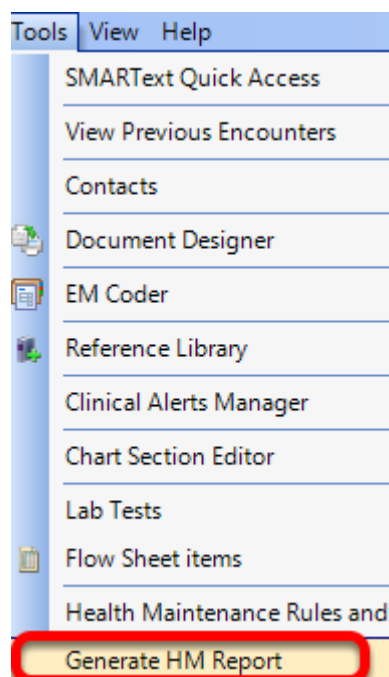 Tools View Help
SMARText Quick Access
View Previous Encounters
Contacts
Document Designer
EM Coder
Reference Library
Clinical Alerts Manager
Chart Section Editor
Lab Tests
Flow Sheet items
Health Maintenance Rules and
Generate HM Report